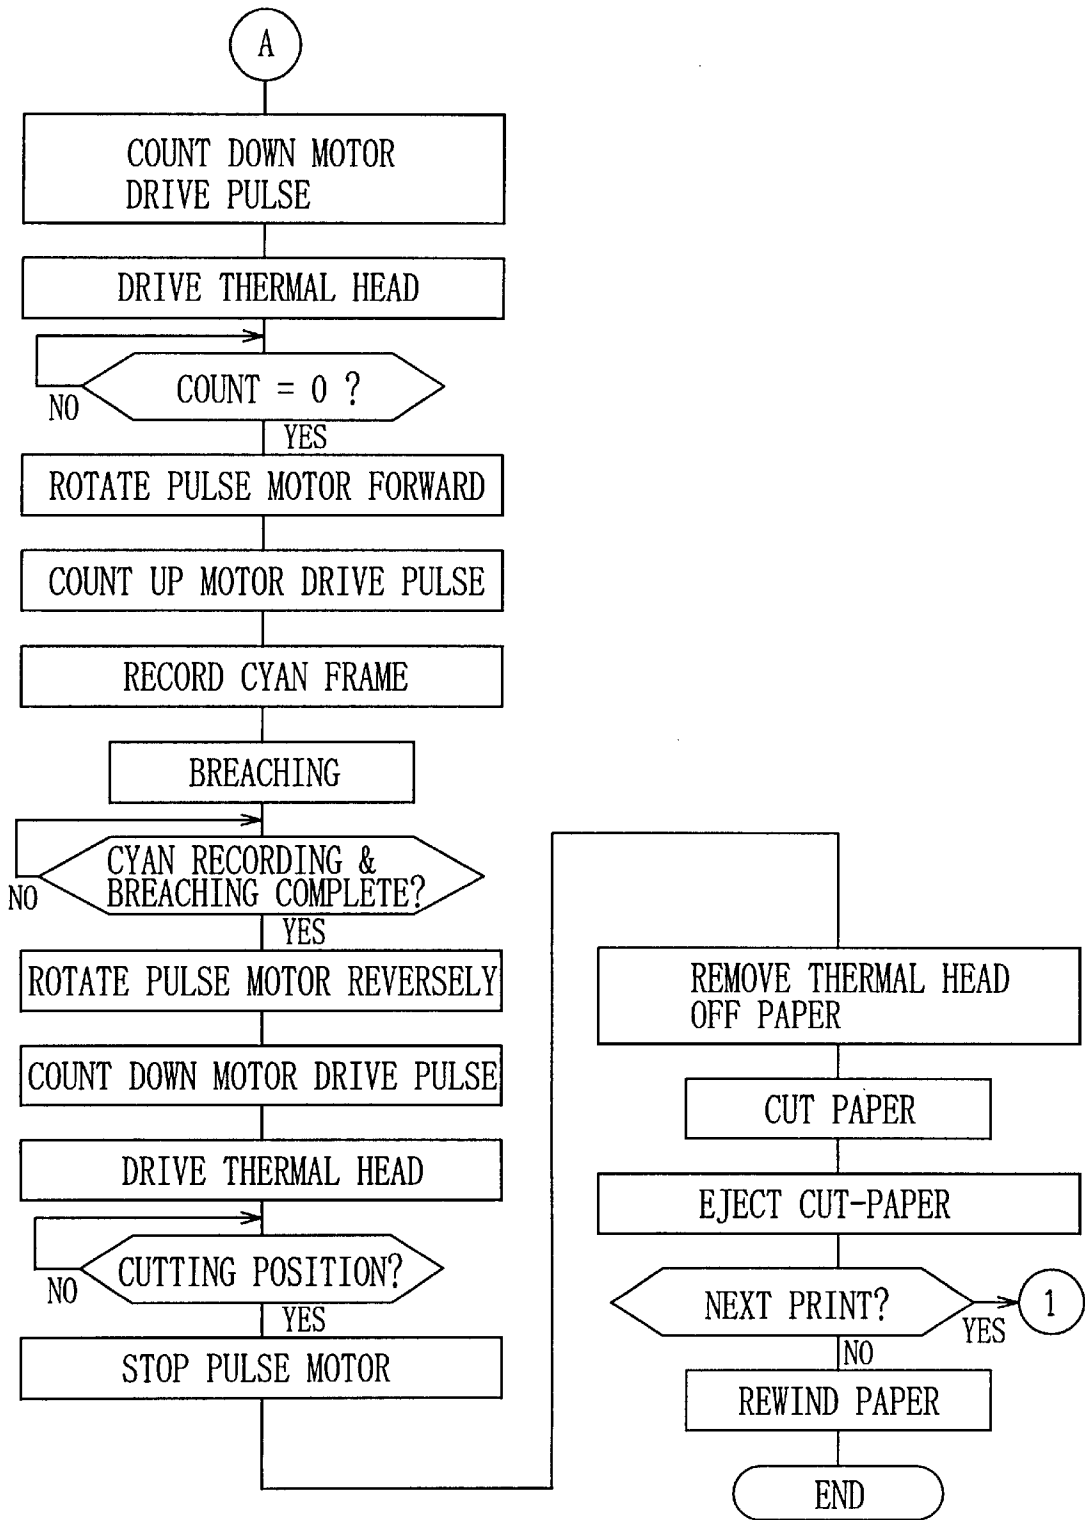 A
COUNT DOWN MOTOR
DRIVE PULSE
DRIVE THERMAL HEAD
COUNT = 0 ?
NO
YES
ROTATE PULSE MOTOR FORWARD
COUNT UP MOTOR DRIVE PULSE
RECORD CYAN FRAME
BREACHING
CYAN RECORDING &
BREACHING COMPLETE?
NO
YES
ROTATE PULSE MOTOR REVERSELY
COUNT DOWN MOTOR DRIVE PULSE
DRIVE THERMAL HEAD
CUTTING POSITION?
NO
YES
STOP PULSE MOTOR
REMOVE THERMAL HEAD
OFF PAPER
CUT PAPER
EJECT CUT-PAPER
NEXT PRINT?
1
YES
NO
REWIND PAPER
END